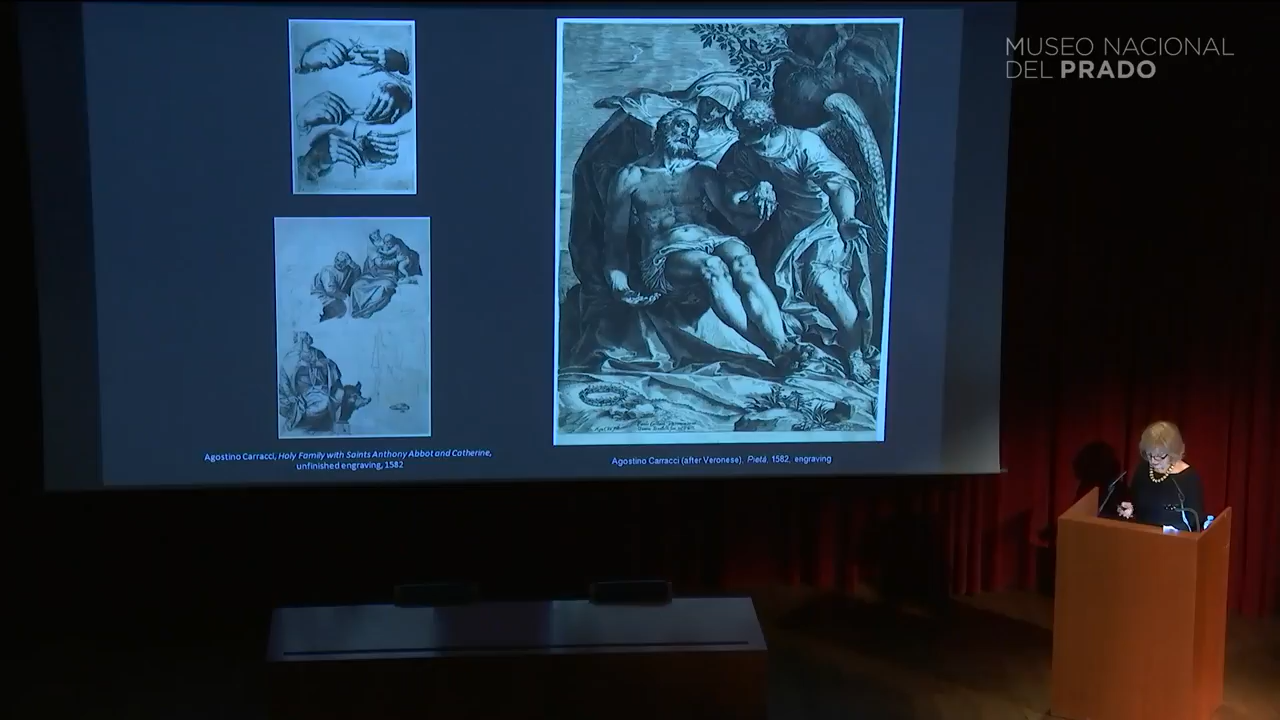 MUSEO NACIONAL
DEL PRADO
Agostino Carracci, Holy Family with Saints Anthony Abbot and Catherine,
unfinished engraving, 1582
Agostino Carracci (after Veronese), Pietà, 1582, engraving